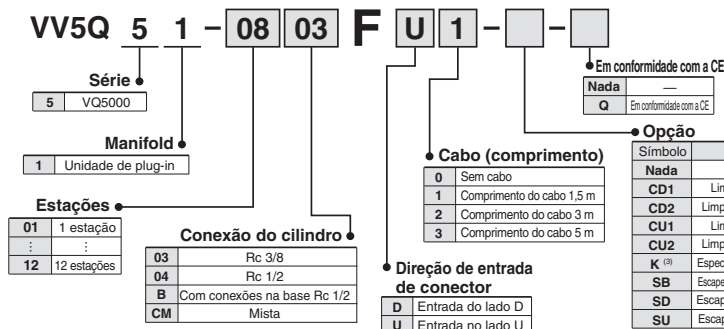 VV5Q 5 1 – 08 03 F U 1 – –
Em conformidade com a CE
Nada —
Q Em conformidade com a CE
Série
5 VQ5000
Manifold
1 Unidade de plug-in
Estações
01 1 estação
⋮ ⋮
12 12 estações
Conexão do cilindro
03 Rc 3/8
04 Rc 1/2
B Com conexões na base Rc 1/2
CM Mista
Cabo (comprimento)
0 Sem cabo
1 Comprimento do cabo 1,5 m
2 Comprimento do cabo 3 m
3 Comprimento do cabo 5 m
Direção de entrada
de conector
D Entrada do lado D
U Entrada no lado U
Opção
Símbolo
Nada
CD1
CD2
CU1
CU2
K (3)
SB
SD
SU